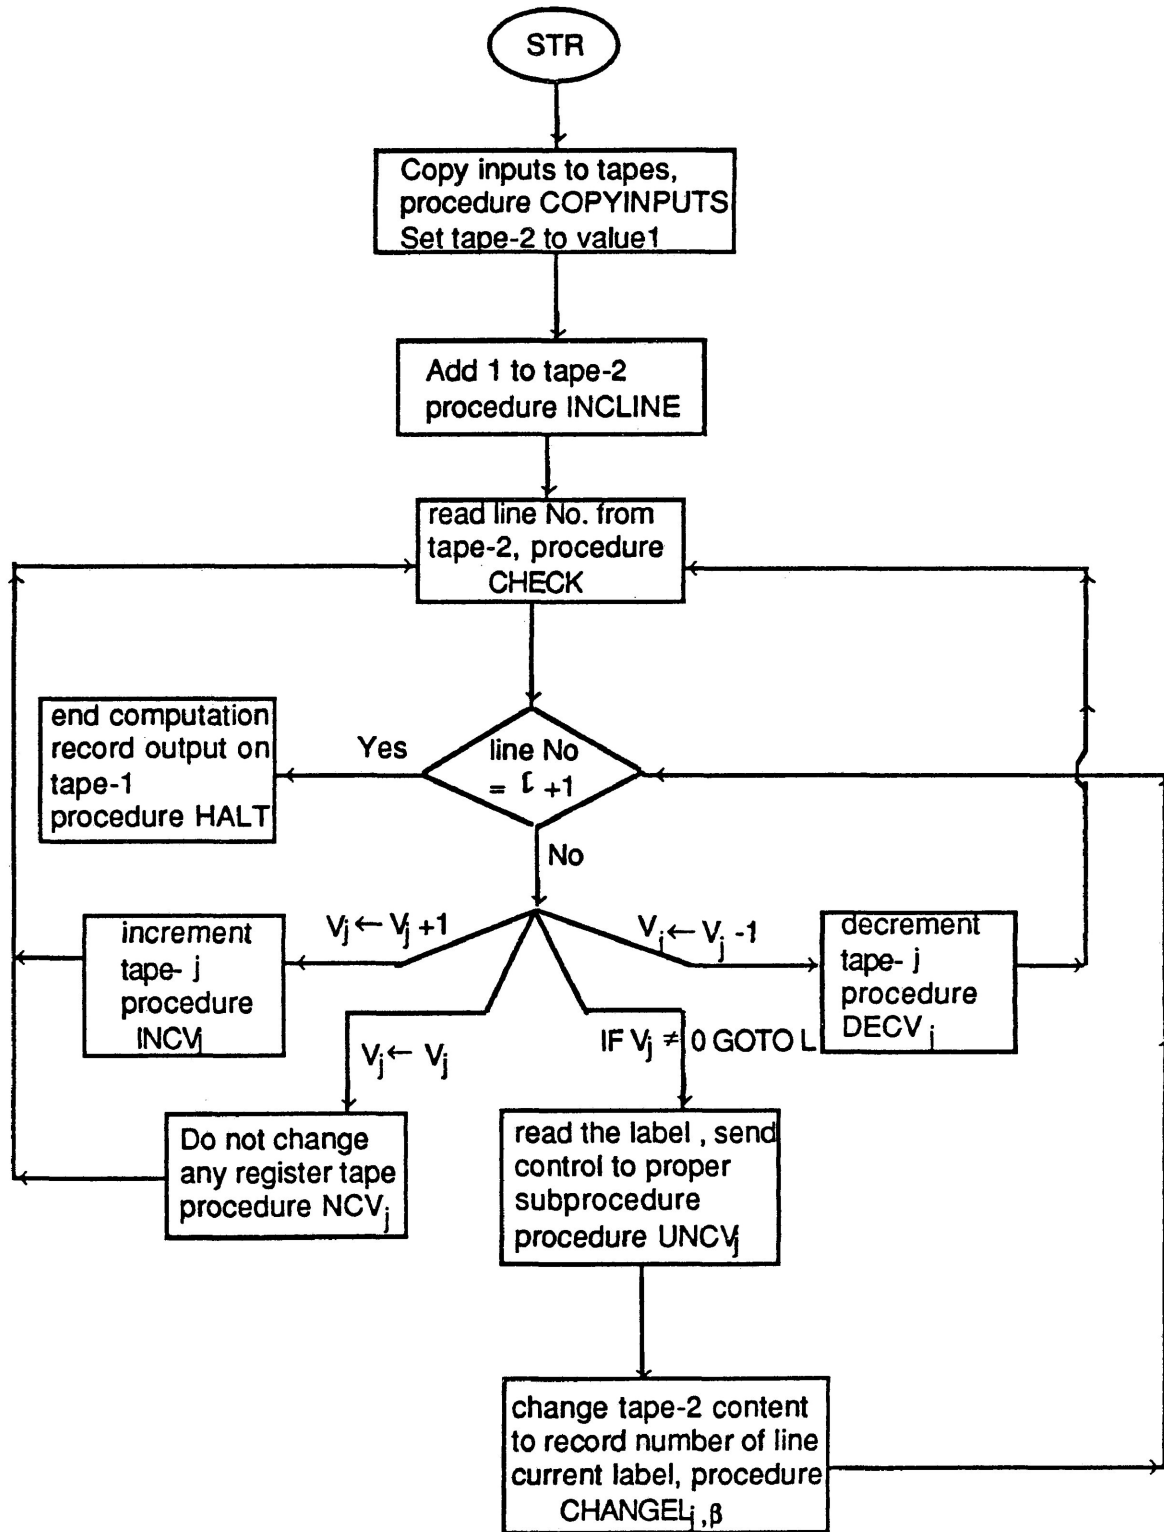 STR
Copy inputs to tapes,
procedure COPYINPUTS
Set tape-2 to value1
Add 1 to tape-2
procedure INCLINE
read line No. from
tape-2, procedure
CHECK
end computation
record output on
tape-1
procedure HALT
Yes
line No
= ℓ +1
No
increment
tape- j
procedure
INCVj
Vj ← Vj +1
Vj ← Vj -1
decrement
tape- j
procedure
DECVj
Vj ← Vj
IF Vj ≠ 0 GOTO L
Do not change
any register tape
procedure NCVj
read the label , send
control to proper
subprocedure
procedure UNCVj
change tape-2 content
to record number of line
current label, procedure
CHANGELj,β